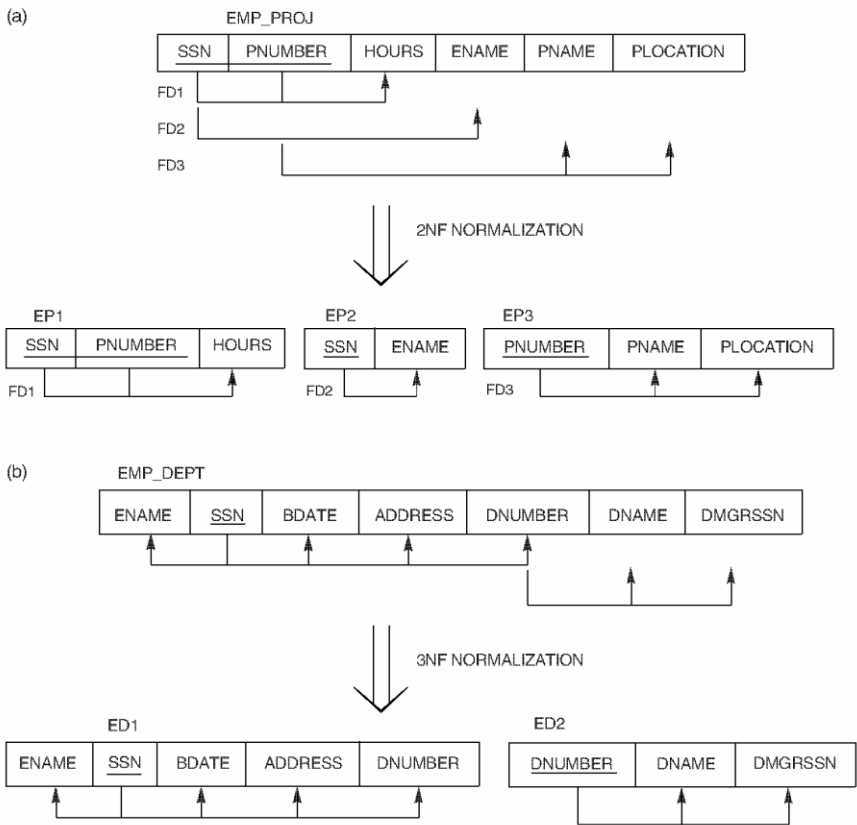 (a)
EMP_PROJ
SSN PNUMBER HOURS ENAME PNAME PLOCATION
FD1
FD2
FD3
2NF NORMALIZATION
EP1 EP2 EP3
SSN PNUMBER HOURS SSN ENAME PNUMBER PNAME PLOCATION
FD1 FD2 FD3
(b)
EMP_DEPT
ENAME SSN BDATE ADDRESS DNUMBER DNAME DMGRSSN
3NF NORMALIZATION
ED1 ED2
ENAME SSN BDATE ADDRESS DNUMBER DNUMBER DNAME DMGRSSN